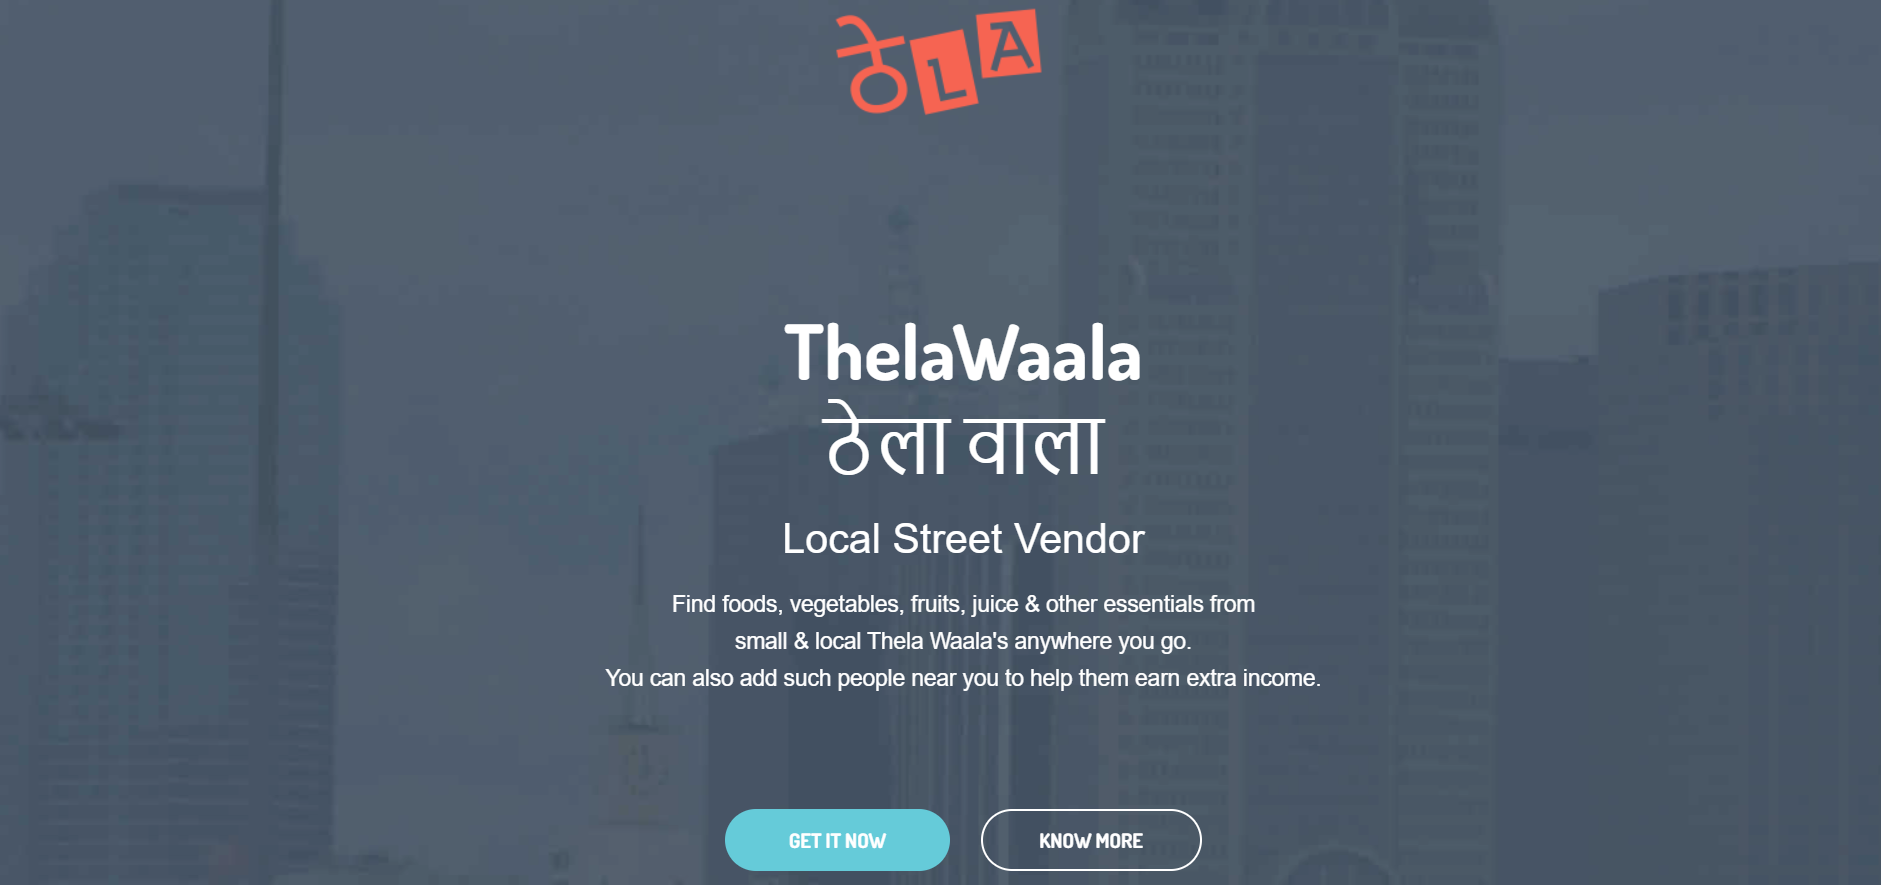 ठेLA
ThelaWaala
ठेला वाला
Local Street Vendor
Find foods, vegetables, fruits, juice & other essentials from
small & local Thela Waala's anywhere you go.
You can also add such people near you to help them earn extra income.
GET IT NOW
KNOW MORE